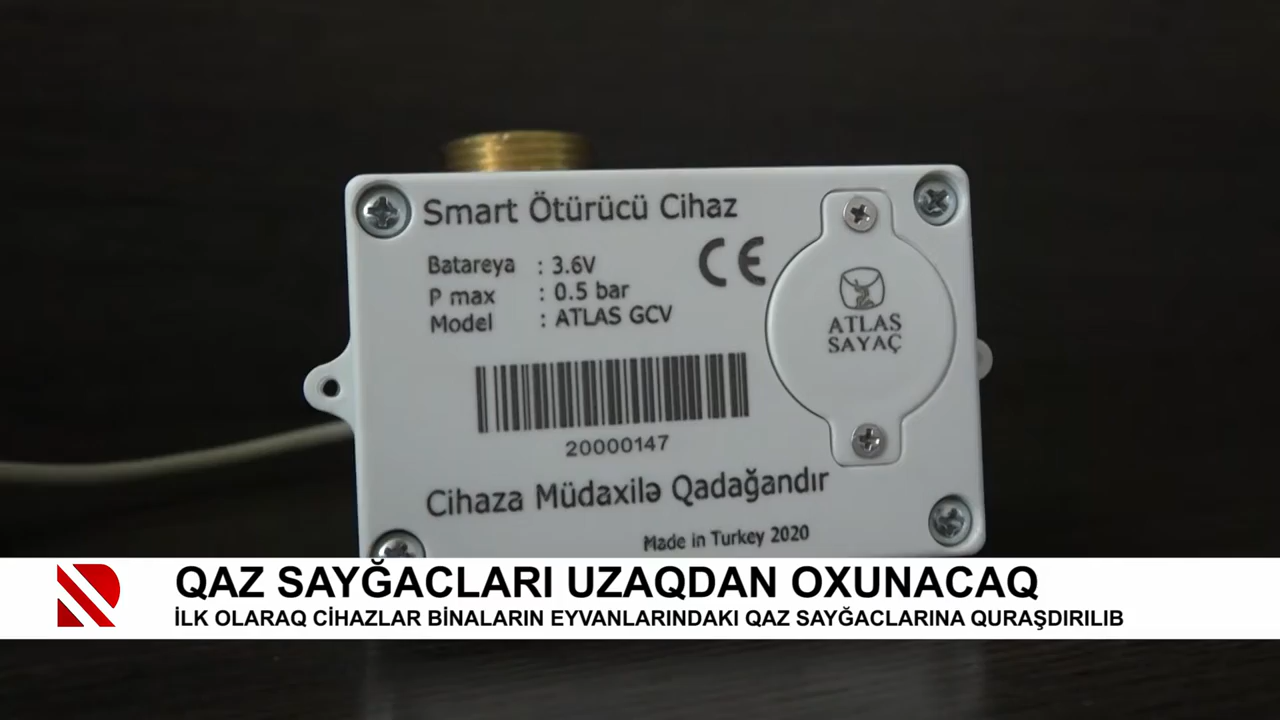 Smart Ötürücü Cihaz
Batareya : 3.6V
P max : 0.5 bar
Model : ATLAS GCV
CE
ATLAS
SAYAÇ
20000147
Cihaza Müdaxilə Qadağandır
Made in Turkey 2020
QAZ SAYĞACLARI UZAQDAN OXUNACAQ
İLK OLARAQ CİHAZLAR BİNALARIN EYVANLARINDAKI QAZ SAYĞACLARINA QURAŞDIRILIB